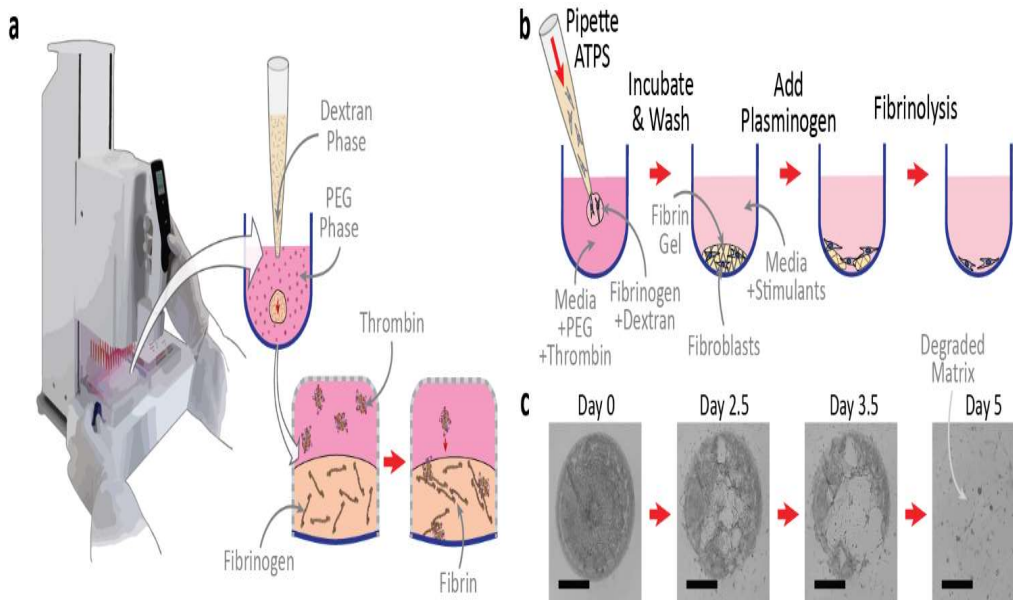 a
Dextran
Phase
PEG
Phase
Thrombin
Fibrinogen
Fibrin
b
Pipette
ATPS
Incubate
& Wash
Add
Plasminogen
Fibrinolysis
Fibrin
Gel
Media
+Stimulants
Media
+PEG
+Thrombin
Fibrinogen
+Dextran
Fibroblasts
Degraded
Matrix
c
Day 0
Day 2.5
Day 3.5
Day 5